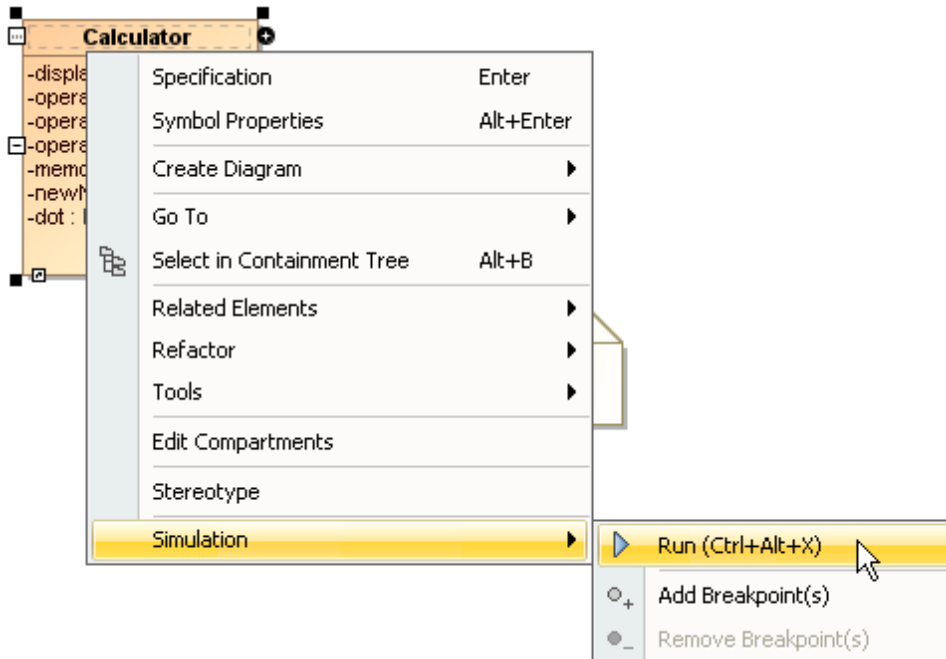 Calculator
-displa
-opera
-opera
-opera
-memo
-newN
-dot :
Specification Enter
Symbol Properties Alt+Enter
Create Diagram
Go To
Select in Containment Tree Alt+B
Related Elements
Refactor
Tools
Edit Compartments
Stereotype
Simulation
Run (Ctrl+Alt+X)
Add Breakpoint(s)
Remove Breakpoint(s)